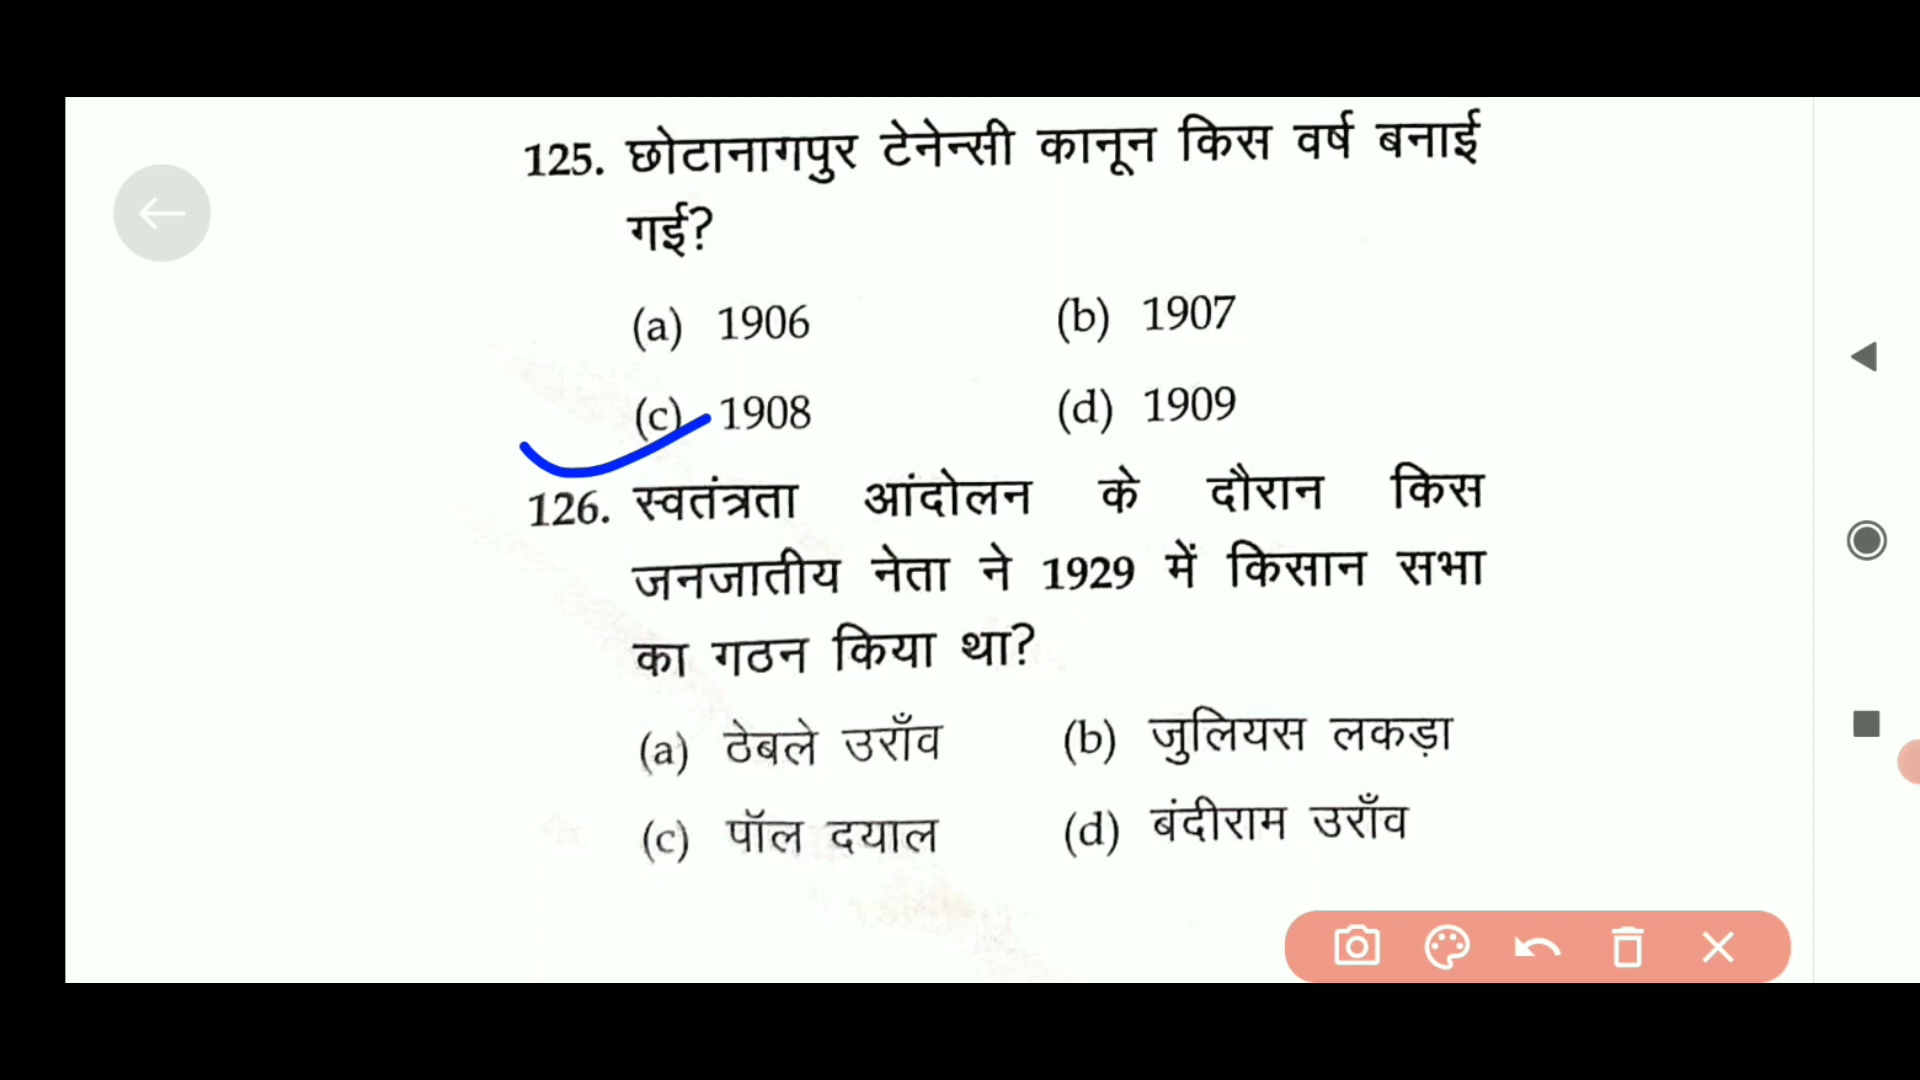 125. छोटानागपुर टेनेन्सी कानून किस वर्ष बनाई
गई?
(a) 1906 (b) 1907
(c) 1908 (d) 1909
126. स्वतंत्रता आंदोलन के दौरान किस
जनजातीय नेता ने 1929 में किसान सभा
का गठन किया था?
(a) ठेबले उराँव (b) जुलियस लकड़ा
(c) पॉल दयाल (d) बंदीराम उराँव